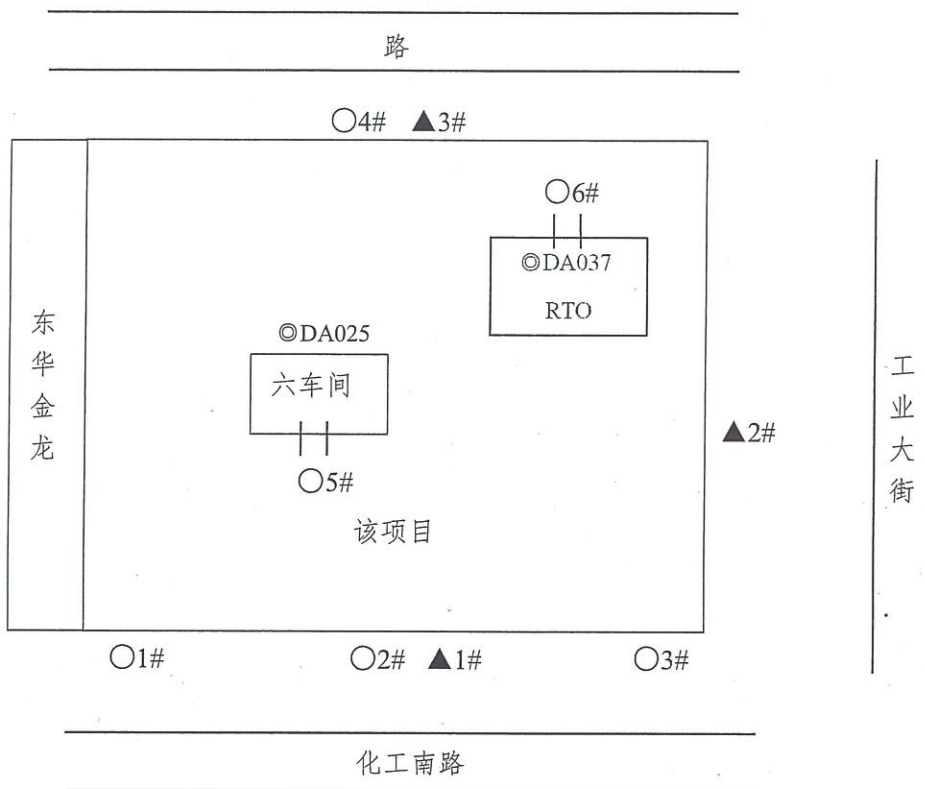 路
○4# ▲3#
○6#
◎DA037
RTO
东华金龙
◎DA025
六车间
工业大街
▲2#
○5#
该项目
○1# ○2# ▲1# ○3#
化工南路